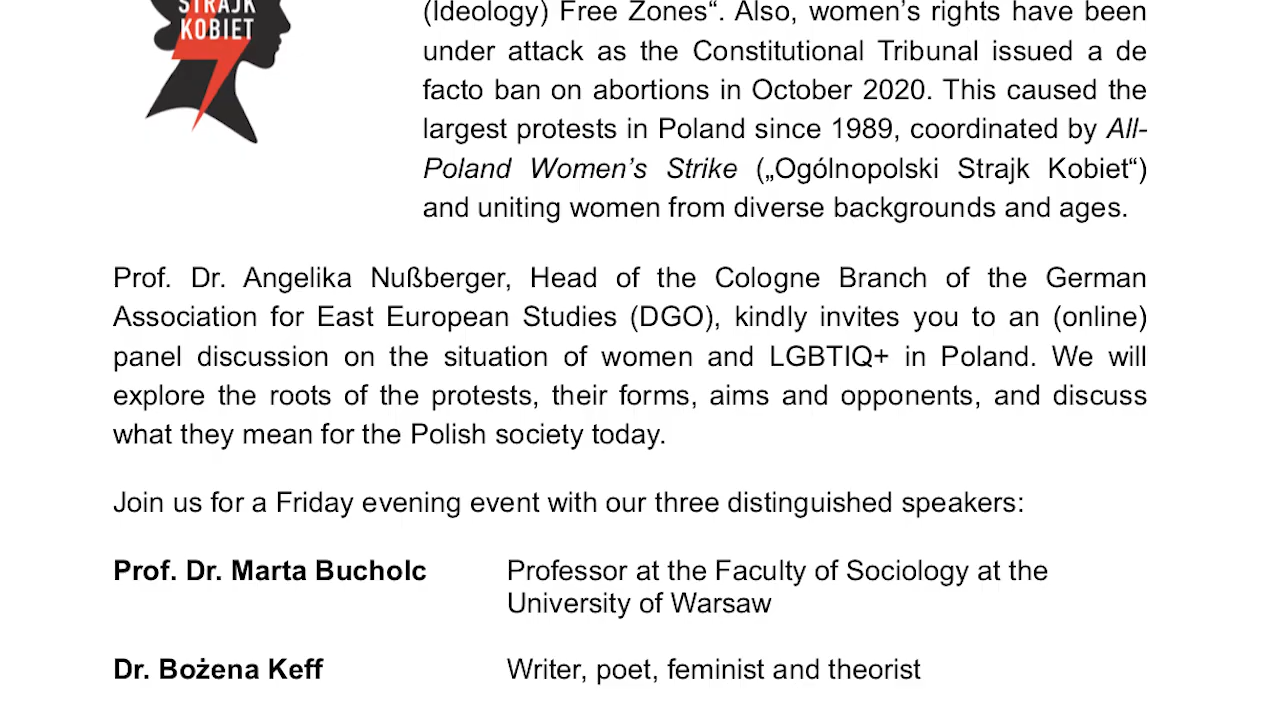 STRAJK
KOBIET
(Ideology) Free Zones“. Also, women’s rights have been
under attack as the Constitutional Tribunal issued a de
facto ban on abortions in October 2020. This caused the
largest protests in Poland since 1989, coordinated by All-
Poland Women’s Strike („Ogólnopolski Strajk Kobiet“)
and uniting women from diverse backgrounds and ages.
Prof. Dr. Angelika Nußberger, Head of the Cologne Branch of the German
Association for East European Studies (DGO), kindly invites you to an (online)
panel discussion on the situation of women and LGBTIQ+ in Poland. We will
explore the roots of the protests, their forms, aims and opponents, and discuss
what they mean for the Polish society today.
Join us for a Friday evening event with our three distinguished speakers:
Prof. Dr. Marta Bucholc Professor at the Faculty of Sociology at the
University of Warsaw
Dr. Bożena Keff Writer, poet, feminist and theorist